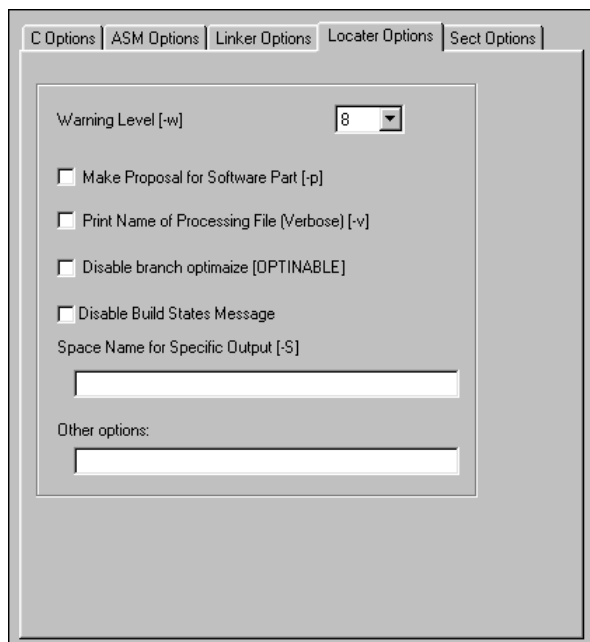 C Options ASM Options Linker Options Locater Options Sect Options
Warning Level [-w] 8
Make Proposal for Software Part [-p]
Print Name of Processing File (Verbose) [-v]
Disable branch optimaize [OPTINABLE]
Disable Build States Message
Space Name for Specific Output [-S]
Other options: